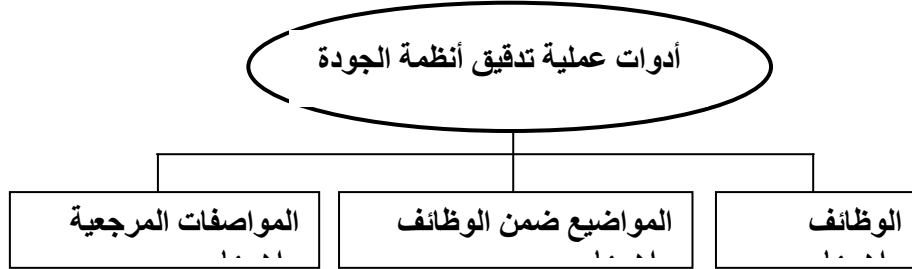 أدوات عملية تدقيق أنظمة الجودة
الوظائف
المواضيع ضمن الوظائف
المواصفات المرجعية